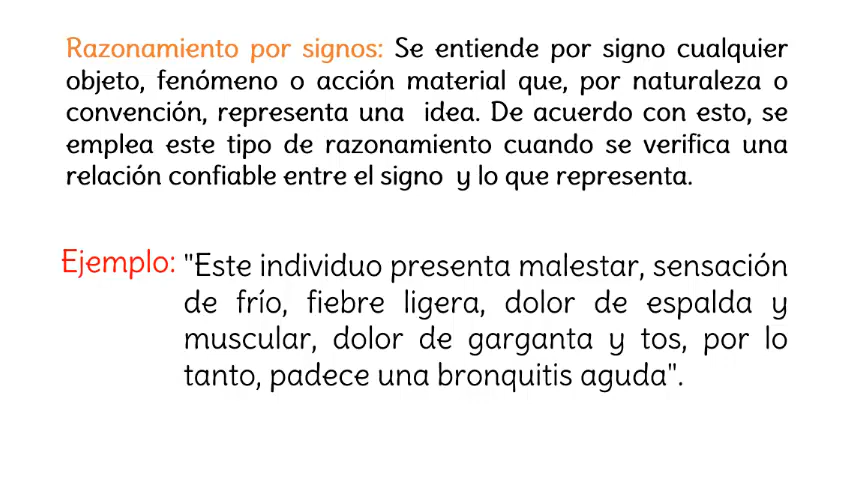 Razonamiento por signos: Se entiende por signo cualquier
objeto, fenómeno o acción material que, por naturaleza o
convención, representa una idea. De acuerdo con esto, se
emplea este tipo de razonamiento cuando se verifica una
relación confiable entre el signo y lo que representa.
Ejemplo: "Este individuo presenta malestar, sensación
de frío, fiebre ligera, dolor de espalda y
muscular, dolor de garganta y tos, por lo
tanto, padece una bronquitis aguda".